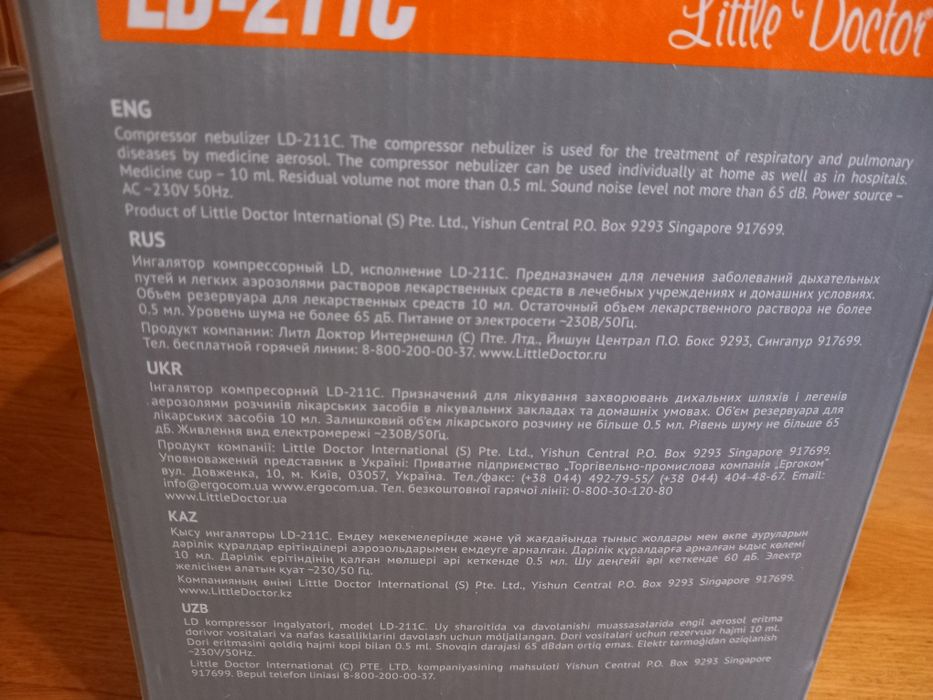 LD-211C
Little Doctor
ENG
Compressor nebulizer LD-211C. The compressor nebulizer is used for the treatment of respiratory and pulmonary
diseases by medicine aerosol. The compressor nebulizer can be used individually at home as well as in hospitals.
Medicine cup – 10 ml. Residual volume not more than 0.5 ml. Sound noise level not more than 65 dB. Power source –
AC ~230V 50Hz.
Product of Little Doctor International (S) Pte. Ltd., Yishun Central P.O. Box 9293 Singapore 917699.
RUS
Ингалятор компрессорный LD, исполнение LD-211C. Предназначен для лечения заболеваний дыхательных
путей и легких аэрозолями растворов лекарственных средств в лечебных учреждениях и домашних условиях.
Объем резервуара для лекарственных средств 10 мл. Остаточный объем лекарственного раствора не более
0.5 мл. Уровень шума не более 65 дБ. Питание от электросети ~230В/50Гц.
Продукт компании: Литл Доктор Интернешнл (С) Пте. Лтд., Йишун Централ П.О. Бокс 9293, Сингапур 917699.
Тел. бесплатной горячей линии: 8-800-200-00-37. www.LittleDoctor.ru
UKR
Інгалятор компресорний LD-211C. Призначений для лікування захворювань дихальних шляхів і легенів
аерозолями розчинів лікарських засобів в лікувальних закладах та домашніх умовах. Об'єм резервуара для
лікарських засобів 10 мл. Залишковий об'єм лікарського розчину не більше 0.5 мл. Рівень шуму не більше 65
дБ. Живлення вид електромережі ~230В/50Гц.
Продукт компанії: Little Doctor International (S) Pte. Ltd., Yishun Central P.O. Box 9293 Singapore 917699.
Уповноважений представник в Україні: Приватне підприємство „Торгівельно-промислова компанія „Ергоком"
вул. Довженка, 10, м. Київ, 03057, Україна. Тел./факс: (+38 044) 492-79-55/ (+38 044) 404-48-67. Email:
info@ergocom.ua www.ergocom.ua. Тел. безкоштовної гарячої лінії: 0-800-30-120-80
www.LittleDoctor.ua
KAZ
Қысу ингаляторы LD-211C. Емдеу мекемелерінде және үй жағдайында тыныс жолдары мен өкпе ауруларын
дәрілік құралдар ерітінділері аэрозольдарымен емдеуге арналған. Дәрілік құралдарға арналған ыдыс көлемі
10 мл. Дәрілік ерітіндінің қалған мөлшері әрі кеткенде 0.5 мл. Шу деңгейі әрі кеткенде 60 дБ. Электр
желісінен алатын қуат ~230/50 Гц.
Компанияның өнімі Little Doctor International (S) Pte. Ltd., Yishun Central P.O. Box 9293 Singapore 917699.
www.LittleDoctor.kz
UZB
LD kompressor ingalyatori, model LD-211C. Uy sharoitida va davolanishi muassasalarida engil aerosol eritma
dorivor vositalari va nafas kasalliklarini davolash uchun móljallangan. Dori vositalari uchun rezervuar hajmi 10 ml.
Dori eritmasini qoldiq hajmi kopi bilan 0.5 ml. Shovqin darajasi 65 dBdan ortiq emas. Elektr tarmoğidan oziqlanish
~230V/50Hz.
Little Doctor International (C) PTE. LTD. kompaniyasining mahsuloti Yishun Central P.O. Box 9293 Singapore
917699. Bepul telefon liniasi 8-800-200-00-37.